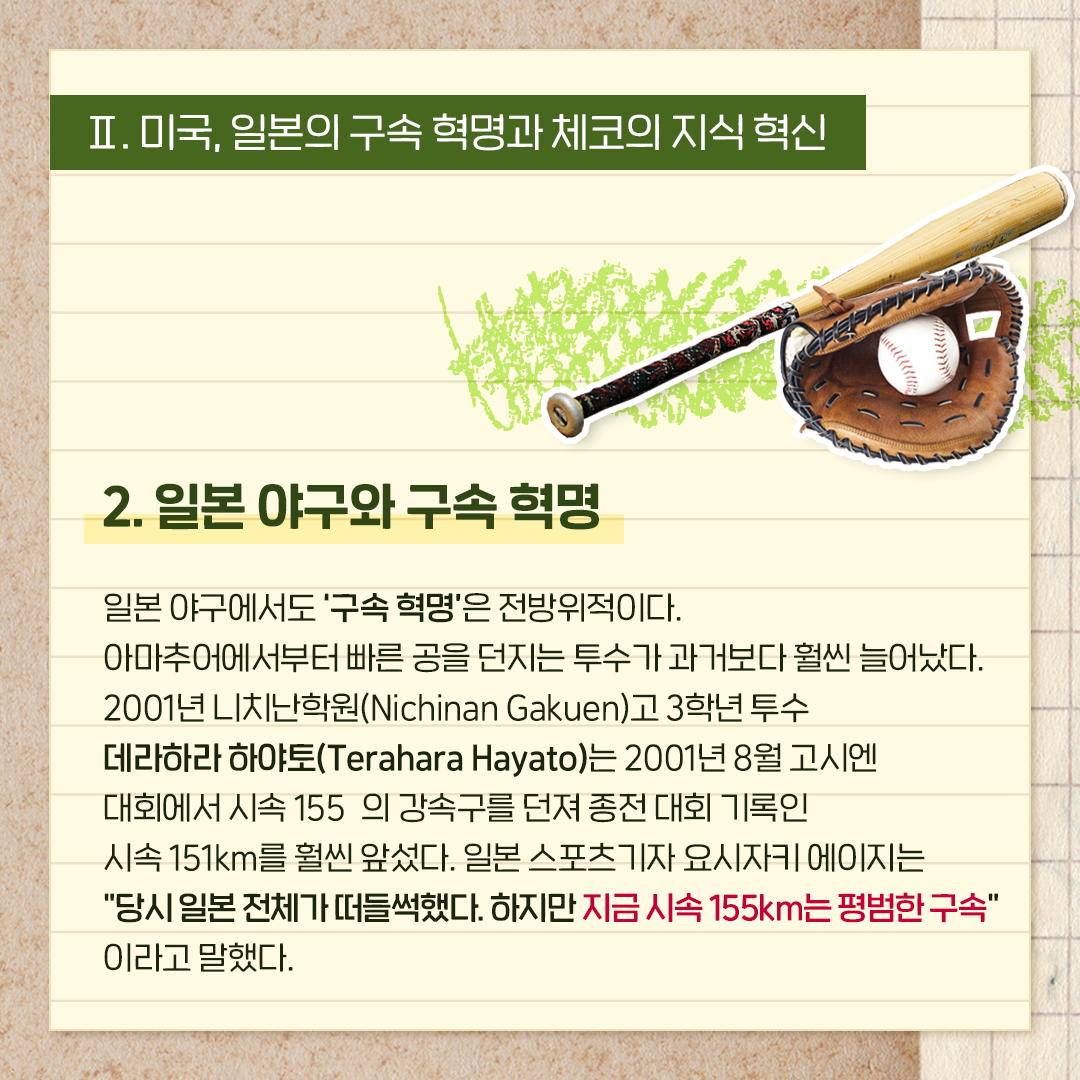 Ⅱ. 미국, 일본의 구속 혁명과 체코의 지식 혁신
2. 일본 야구와 구속 혁명
일본 야구에서도 '구속 혁명'은 전방위적이다.
아마추어에서부터 빠른 공을 던지는 투수가 과거보다 훨씬 늘어났다.
2001년 니치난학원(Nichinan Gakuen)고 3학년 투수
데라하라 하야토(Terahara Hayato)는 2001년 8월 고시엔
대회에서 시속 155 의 강속구를 던져 종전 대회 기록인
시속 151km를 훨씬 앞섰다. 일본 스포츠기자 요시자키 에이지는
"당시 일본 전체가 떠들썩했다. 하지만 지금 시속 155km는 평범한 구속"
이라고 말했다.